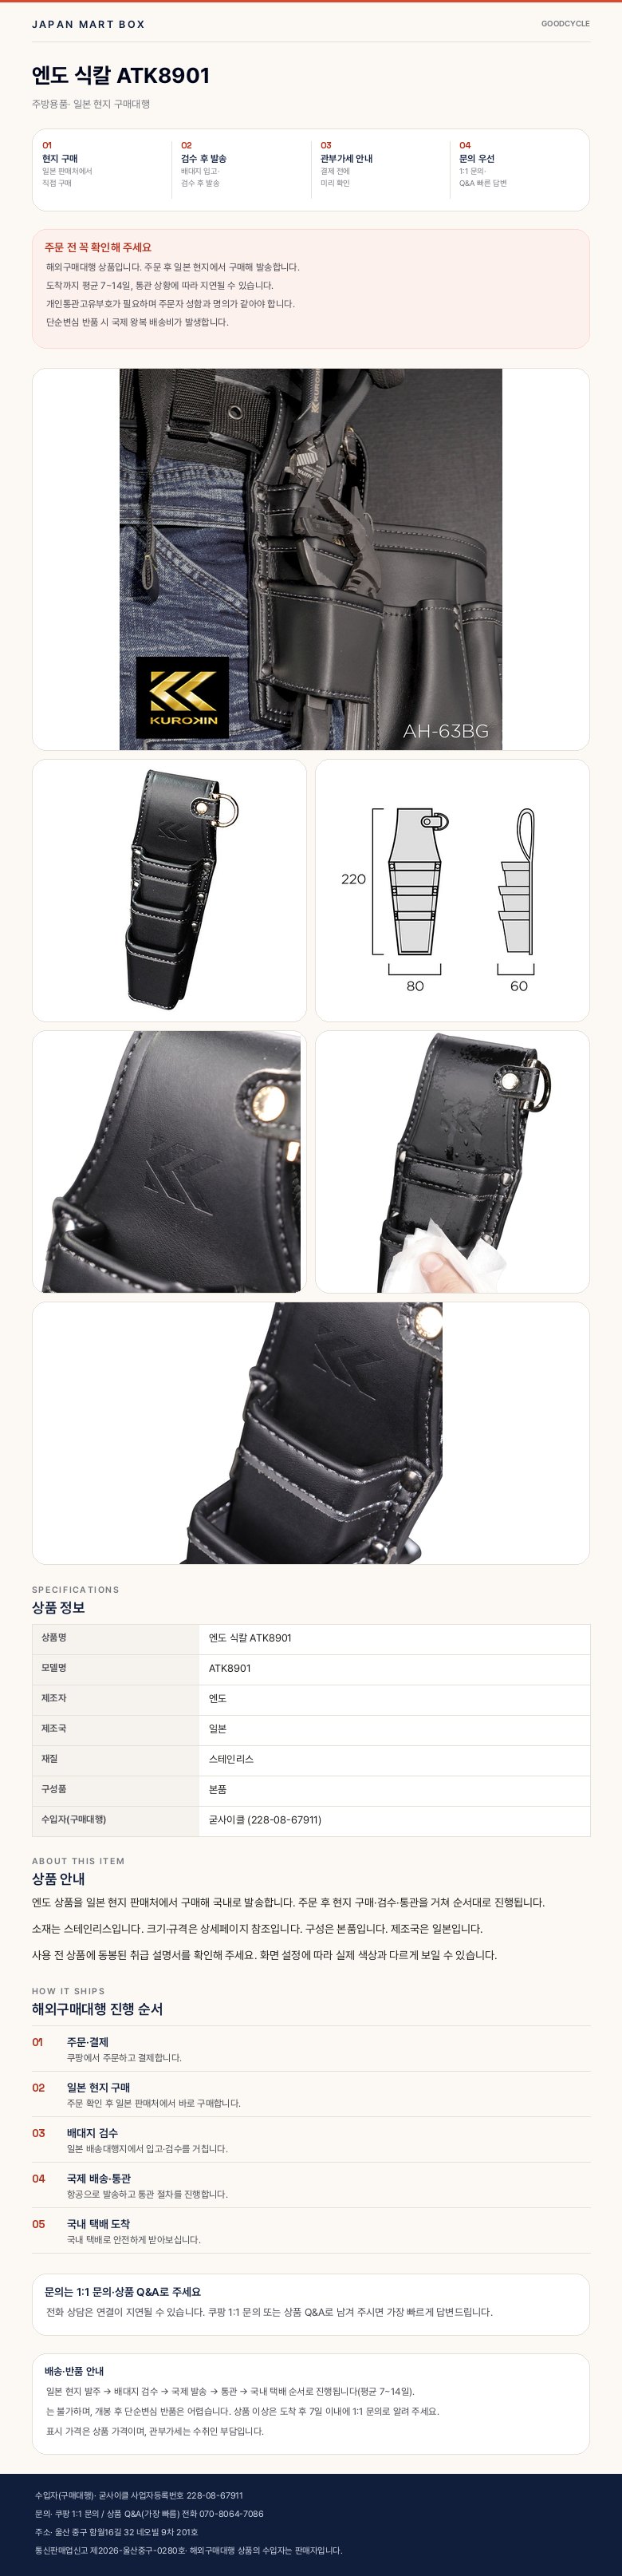 JAPAN MART BOX
GOODCYCLE
엔도 식칼 ATK8901
주방용품· 일본 현지 구매대행
01
현지 구매
일본 판매처에서
직접 구매
02
검수 후 발송
배대지 입고·
검수 후 발송
03
관부가세 안내
결제 전에
미리 확인
04
문의 우선
1:1 문의·
Q&A 빠른 답변
주문 전 꼭 확인해 주세요
해외구매대행 상품입니다. 주문 후 일본 현지에서 구매해 발송합니다.
도착까지 평균 7~14일, 통관 상황에 따라 지연될 수 있습니다.
개인통관고유부호가 필요하며 주문자 성함과 명의가 같아야 합니다.
단순변심 반품 시 국제 왕복 배송비가 발생합니다.
KUROKIN
KUROKIN
AH-63BG
220
80
60
SPECIFICATIONS
상품 정보
상품명 엔도 식칼 ATK8901
모델명 ATK8901
제조자 엔도
제조국 일본
재질 스테인리스
구성품 본품
수입자(구매대행) 굳사이클 (228-08-67911)
ABOUT THIS ITEM
상품 안내
엔도 상품을 일본 현지 판매처에서 구매해 국내로 발송합니다. 주문 후 현지 구매·검수·통관을 거쳐 순서대로 진행됩니다.
소재는 스테인리스입니다. 크기·규격은 상세페이지 참조입니다. 구성은 본품입니다. 제조국은 일본입니다.
사용 전 상품에 동봉된 취급 설명서를 확인해 주세요. 화면 설정에 따라 실제 색상과 다르게 보일 수 있습니다.
HOW IT SHIPS
해외구매대행 진행 순서
01 주문·결제
쿠팡에서 주문하고 결제합니다.
02 일본 현지 구매
주문 확인 후 일본 판매처에서 바로 구매합니다.
03 배대지 검수
일본 배송대행지에서 입고·검수를 거칩니다.
04 국제 배송·통관
항공으로 발송하고 통관 절차를 진행합니다.
05 국내 택배 도착
국내 택배로 안전하게 받아보십니다.
문의는 1:1 문의·상품 Q&A로 주세요
전화 상담은 연결이 지연될 수 있습니다. 쿠팡 1:1 문의 또는 상품 Q&A로 남겨 주시면 가장 빠르게 답변드립니다.
배송·반품 안내
일본 현지 발주 → 배대지 검수 → 국제 발송 → 통관 → 국내 택배 순서로 진행됩니다(평균 7~14일).
는 불가하며, 개봉 후 단순변심 반품은 어렵습니다. 상품 이상은 도착 후 7일 이내에 1:1 문의로 알려 주세요.
표시 가격은 상품 가격이며, 관부가세는 수취인 부담입니다.
수입자(구매대행)· 굳사이클 사업자등록번호 228-08-67911
문의· 쿠팡 1:1 문의 / 상품 Q&A(가장 빠름) 전화 070-8064-7086
주소· 울산 중구 함월16길 32 네오빌 9차 201호
통신판매업신고 제2026-울산중구-0280호· 해외구매대행 상품의 수입자는 판매자입니다.